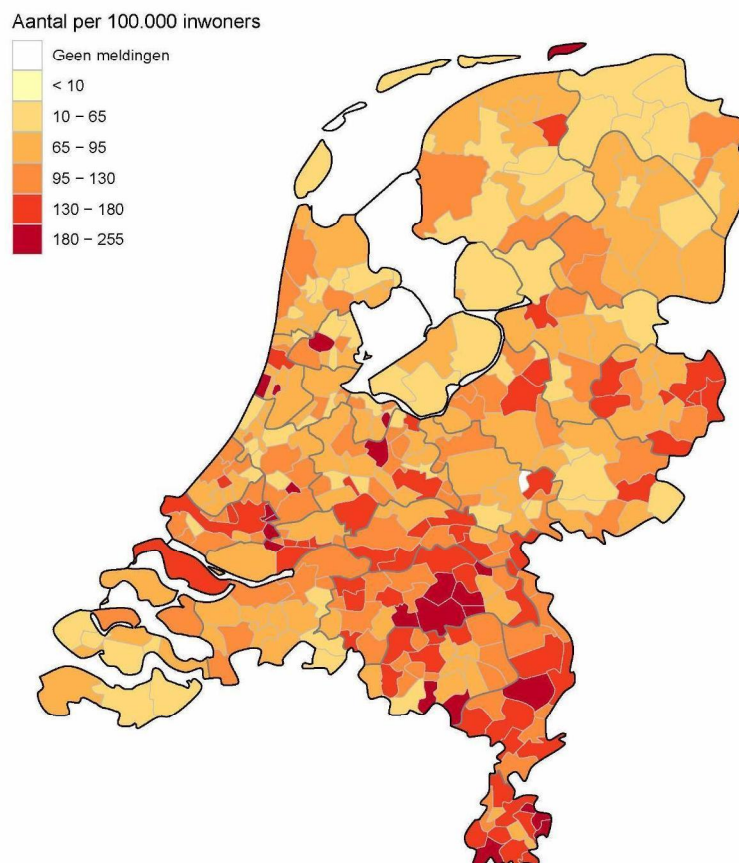 Aantal per 100.000 inwoners
Geen meldingen
< 10
10 − 65
65 − 95
95 − 130
130 − 180
180 − 255